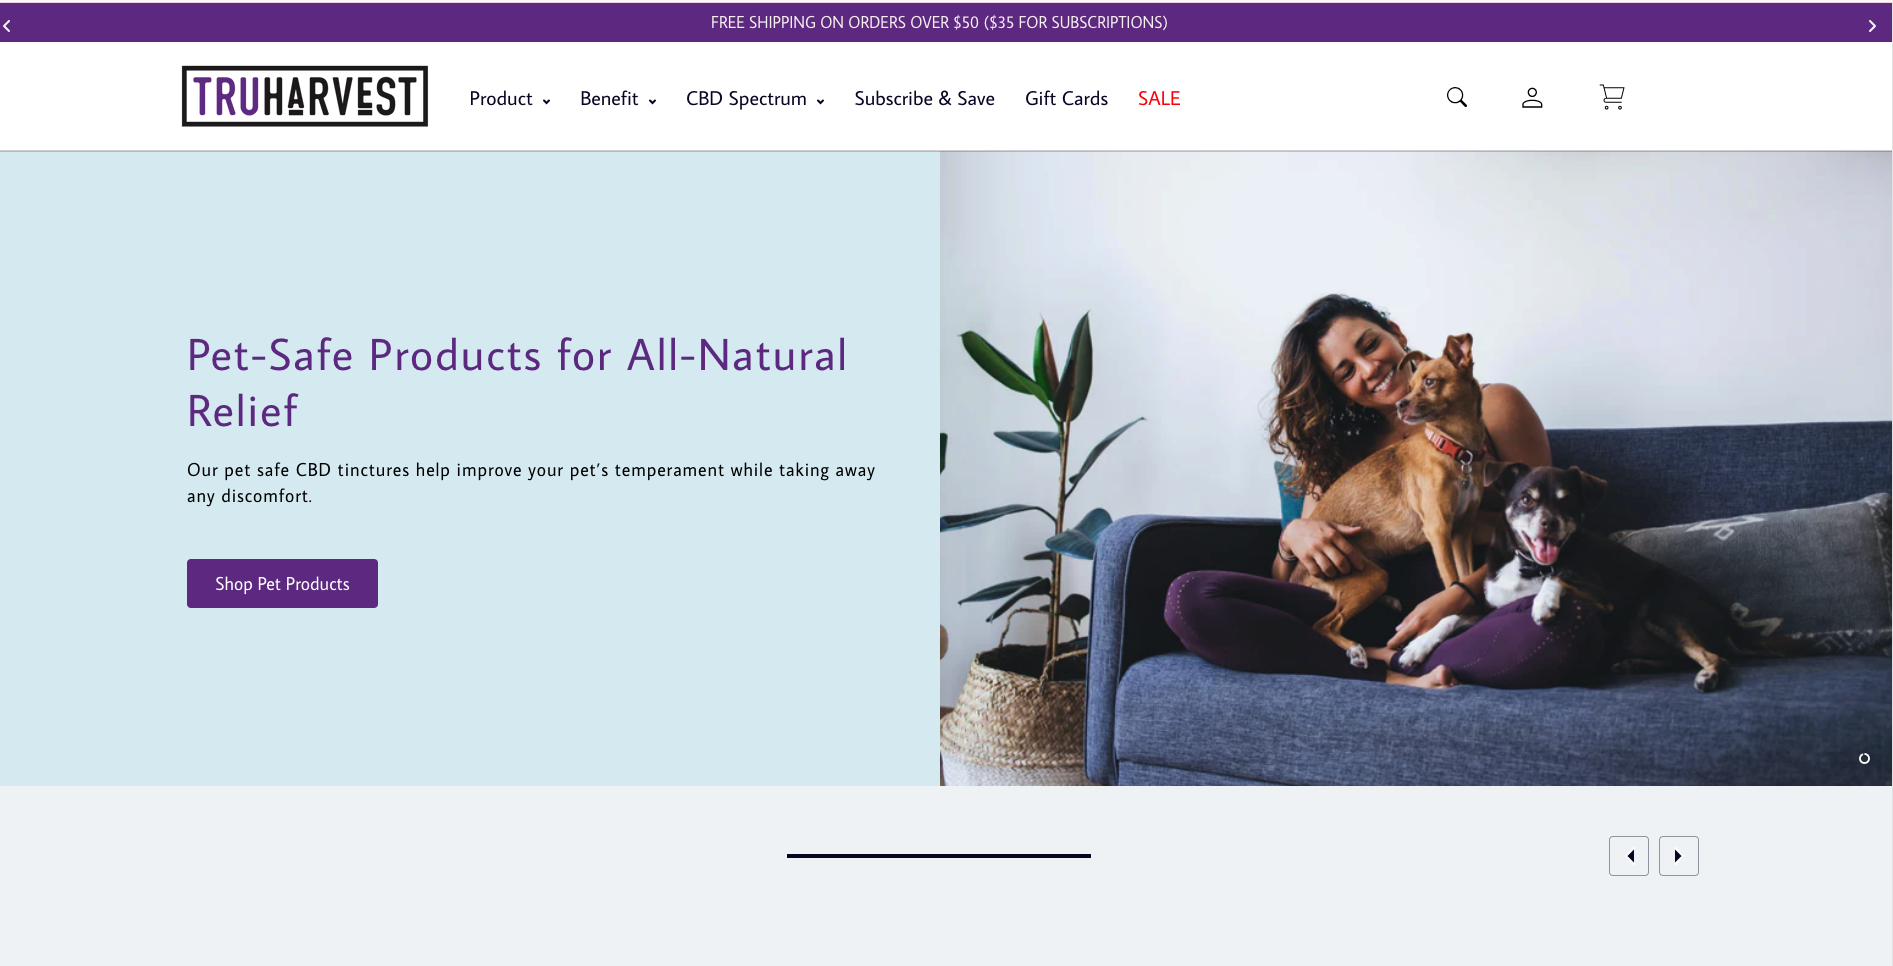 FREE SHIPPING ON ORDERS OVER $50 ($35 FOR SUBSCRIPTIONS)
TRUHARVEST
Product Benefit CBD Spectrum Subscribe & Save Gift Cards SALE
Pet-Safe Products for All-Natural
Relief
Our pet safe CBD tinctures help improve your pet's temperament while taking away
any discomfort.
Shop Pet Products